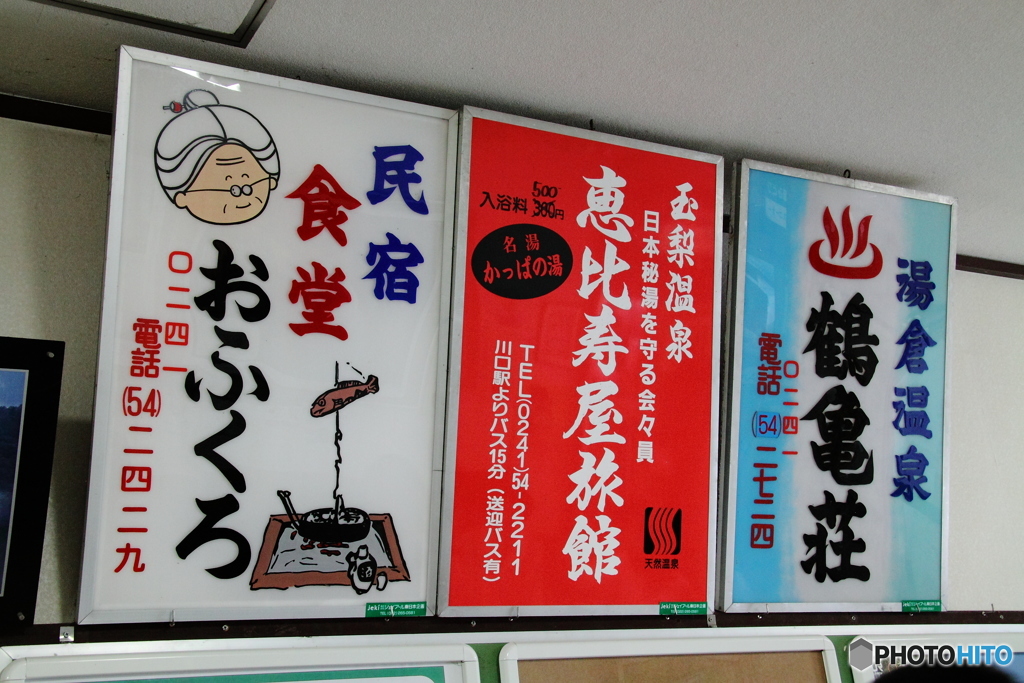 民宿
食堂
おふくろ
〇二四一
電話(54)二四二九
玉梨温泉
日本秘湯を守る会々員
恵比寿屋旅館
入浴料 500
300円
名湯
かっぱの湯
TEL(0241)54-2211
川口駅よりバス15分(送迎バス有)
天然温泉
湯倉温泉
鶴亀荘
〇二四一
電話(54)二七二四
PHOTOHITO